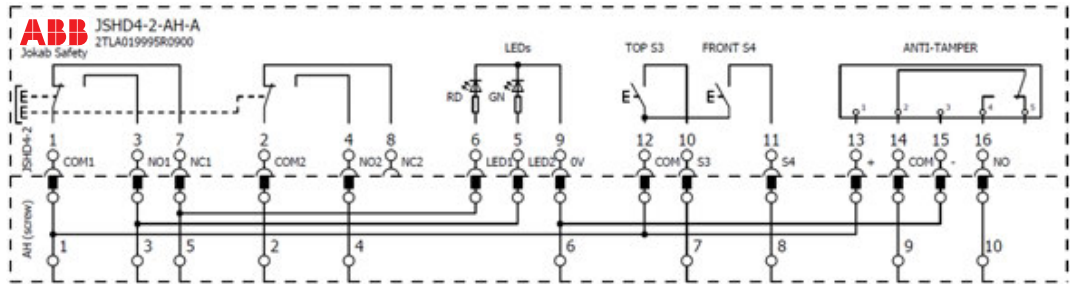 ABB JSHD4-2-AH-A
2TLA019995R0900
Jokab Safety
LEDs TOP S3 FRONT S4 ANTI-TAMPER
RD GN E E
1 2 3 4 5
1 3 7 2 4 8 6 5 9 12 10 11 13 14 15 16
COM1 NO1 NC1 COM2 NO2 NC2 LED1 LED2 0V COM S3 S4 + COM - NO
JSHD4-2
AH (screw)
1 3 5 2 4 6 7 8 9 10